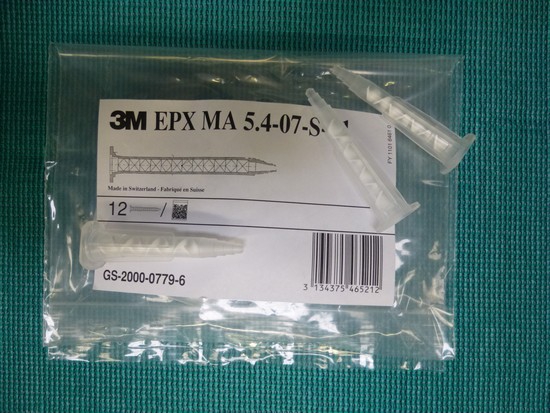 3M EPX MA 5.4-07-S-
Made in Switzerland - Fabriqué en Suisse
12 /
GS-2000-0779-6
3 134375 465212